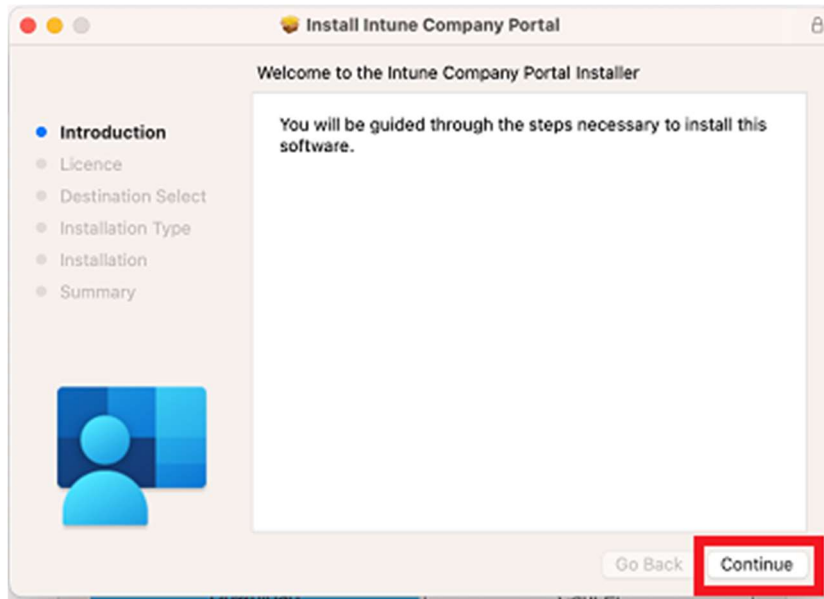 Install Intune Company Portal
Welcome to the Intune Company Portal Installer
Introduction
Licence
Destination Select
Installation Type
Installation
Summary
You will be guided through the steps necessary to install this
software.
Go Back
Continue